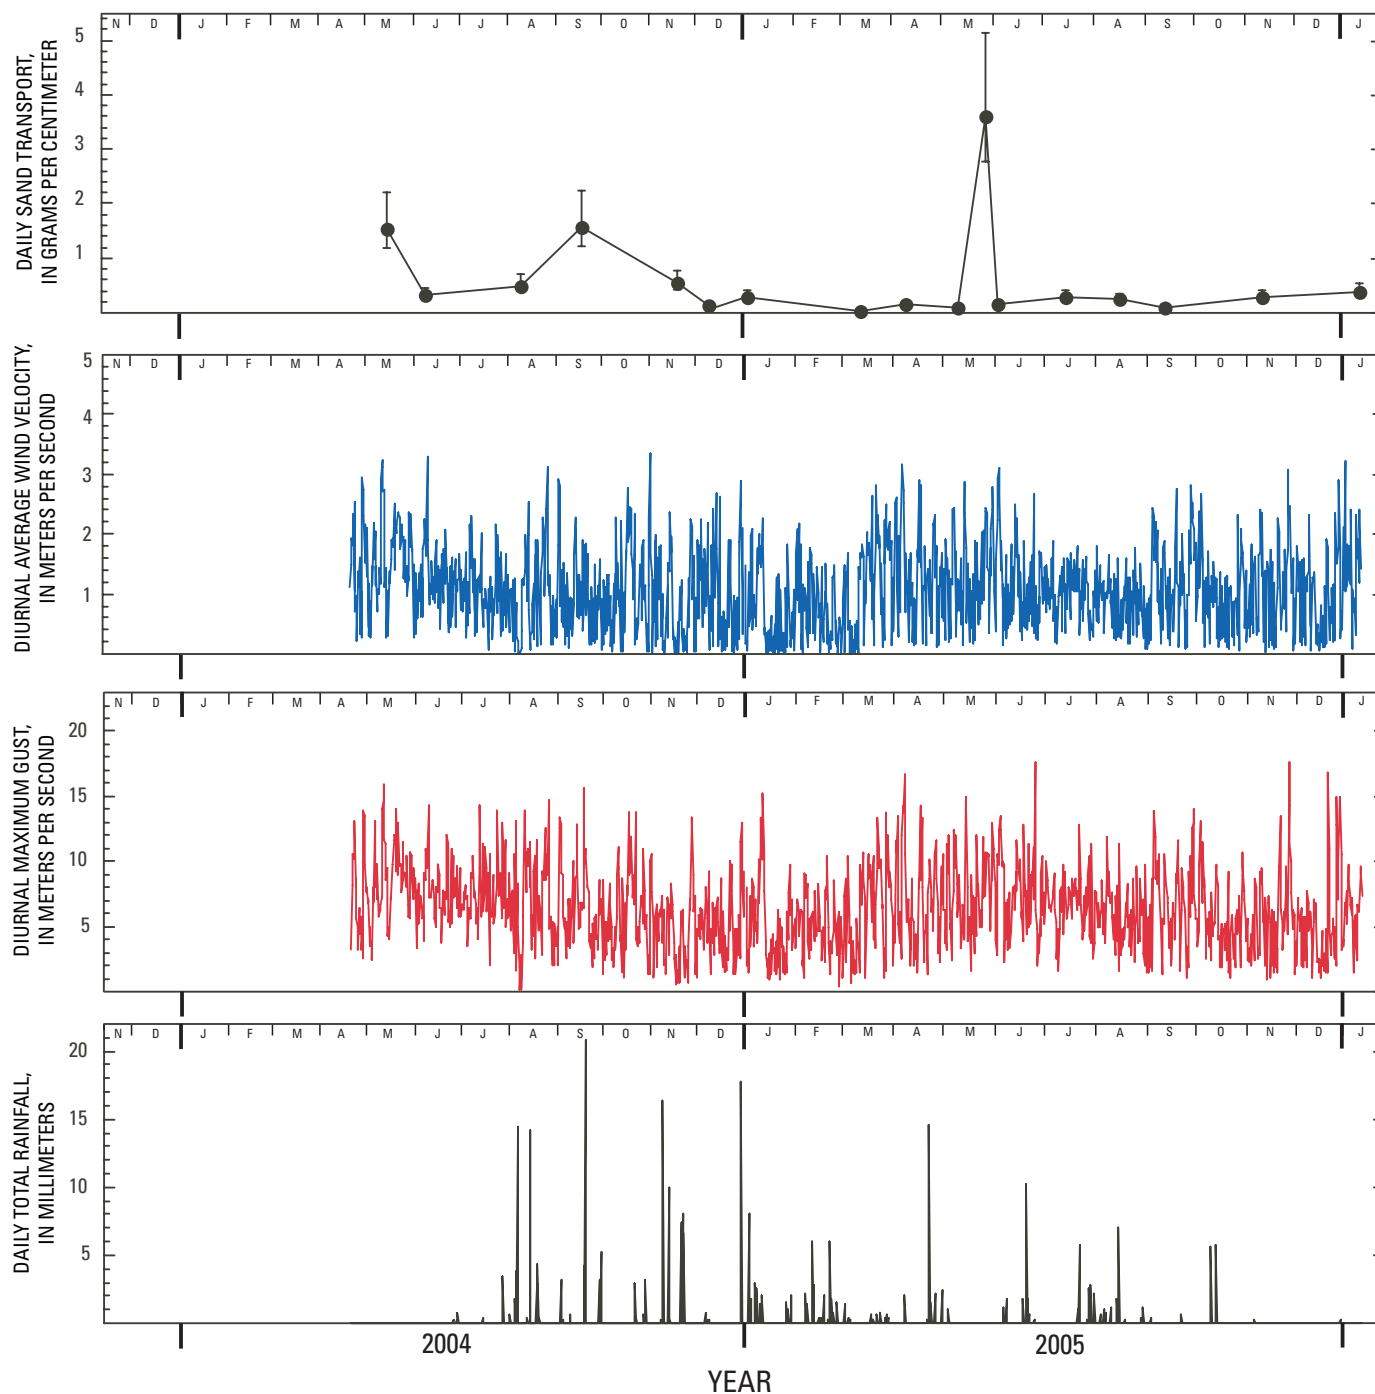 N D J F M A M J J A S O N D J F M A M J J A S O N D J
DAILY SAND TRANSPORT,
IN GRAMS PER CENTIMETER
5
4
3
2
1
N D J F M A M J J A S O N D J F M A M J J A S O N D J
DIURNAL AVERAGE WIND VELOCITY,
IN METERS PER SECOND
5
4
3
2
1
N D J F M A M J J A S O N D J F M A M J J A S O N D J
DIURNAL MAXIMUM GUST,
IN METERS PER SECOND
20
15
10
5
N D J F M A M J J A S O N D J F M A M J J A S O N D J
DAILY TOTAL RAINFALL,
IN MILLIMETERS
20
15
10
5
2004 2005
YEAR